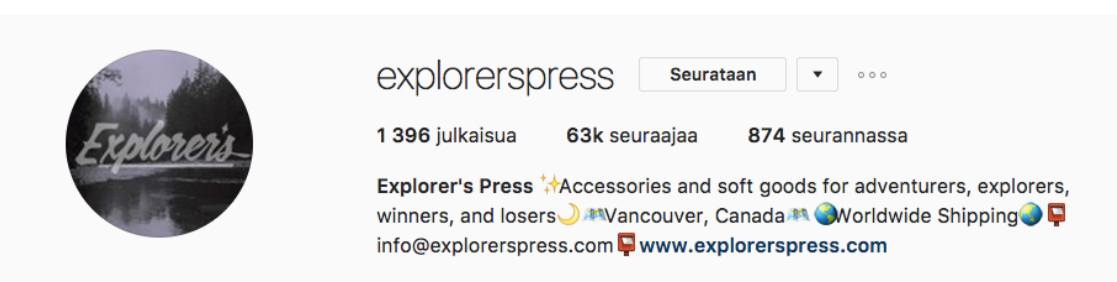 Explorer's
explorerspress Seurataan
1 396 julkaisua 63k seuraajaa 874 seurannassa
Explorer's Press ✨Accessories and soft goods for adventurers, explorers,
winners, and losers🌙 🗺Vancouver, Canada🗺 🌎Worldwide Shipping🌎 📮
info@explorerspress.com 📮 www.explorerspress.com